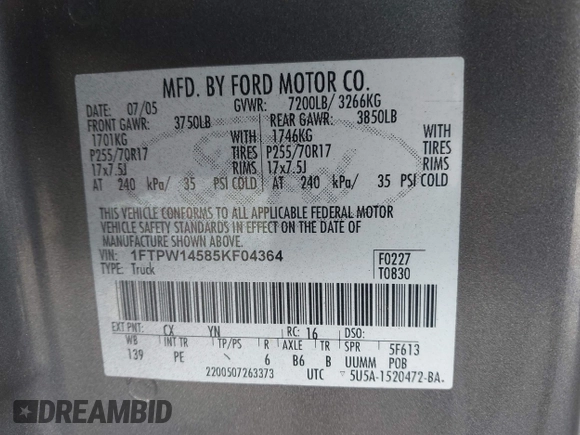 MFD. BY FORD MOTOR CO.
DATE: 07/05 GVWR: 7200LB/ 3266KG
FRONT GAWR: 3750LB REAR GAWR: 3850LB
1701KG WITH 1746KG WITH
P255/70R17 TIRES P255/70R17 TIRES
17x7.5J RIMS 17x7.5J RIMS
AT 240 kPa/ 35 PSI COLD AT 240 kPa/ 35 PSI COLD
THIS VEHICLE CONFORMS TO ALL APPLICABLE FEDERAL MOTOR
VEHICLE SAFETY STANDARDS IN EFFECT ON THE DATE OF
MANUFACTURE SHOWN ABOVE.
VIN: 1FTPW14585KF04364 F0227
TYPE: Truck T0830
EXT PNT: CX YN RC: 16 DSO:
WB INT TR TP/PS R AXLE TR SPR 5F613
139 PE 6 B6 B UUMM POB
2200507263373 UTC 5U5A-1520472-BA
DREAMBID